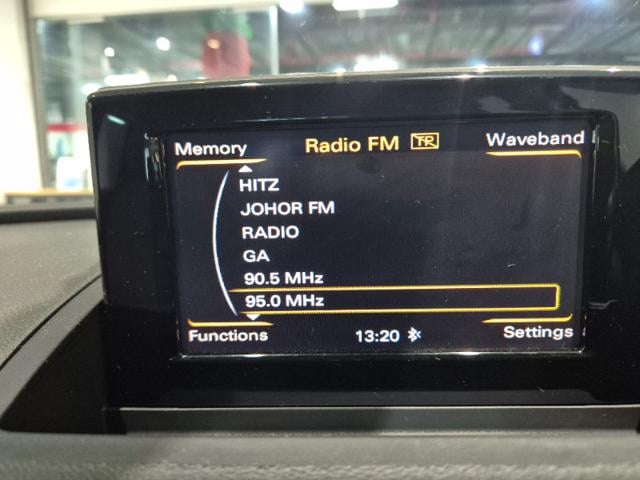 Memory Radio FM TP Waveband
HITZ
JOHOR FM
RADIO
GA
90.5 MHz
95.0 MHz
Functions 13:20 Settings